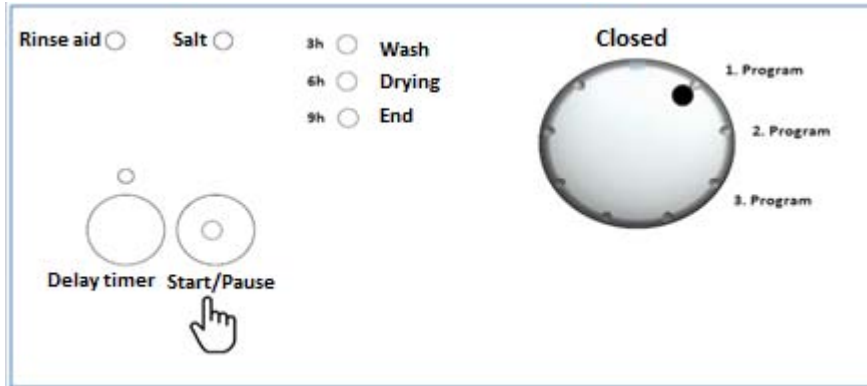 Rinse aid
Salt
3h Wash
6h Drying
9h End
Closed
1. Program
2. Program
3. Program
Delay timer
Start/Pause